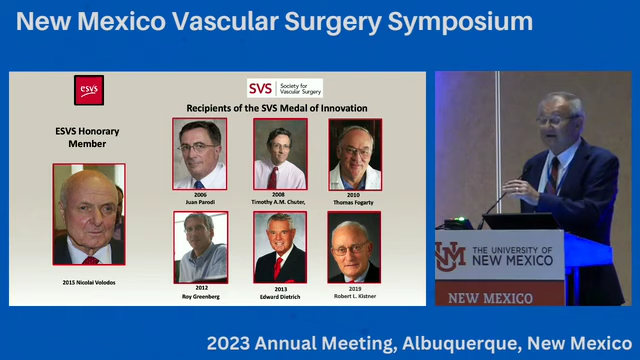 New Mexico Vascular Surgery Symposium
esvs
ESVS Honorary
Member
2015 Nicolai Volodos
SVS Society for
Vascular Surgery
Recipients of the SVS Medal of Innovation
2006
Juan Parodi
2008
Timothy A.M. Chuter,
2010
Thomas Fogarty
2012
Roy Greenberg
2013
Edward Dietrich
2019
Robert L. Kistner
NM
THE UNIVERSITY OF
NEW MEXICO
NEW MEXICO
2023 Annual Meeting, Albuquerque, New Mexico